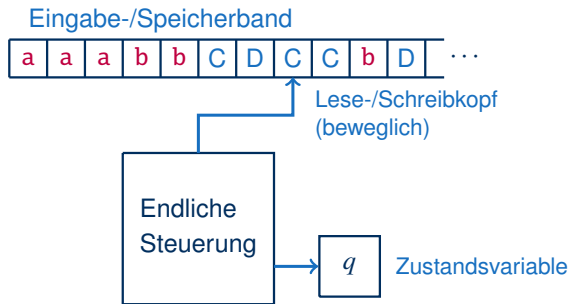 Eingabe-/Speicherband
a a a b b C D C C b D ···
Lese-/Schreibkopf
(beweglich)
Endliche
Steuerung
q
Zustandsvariable